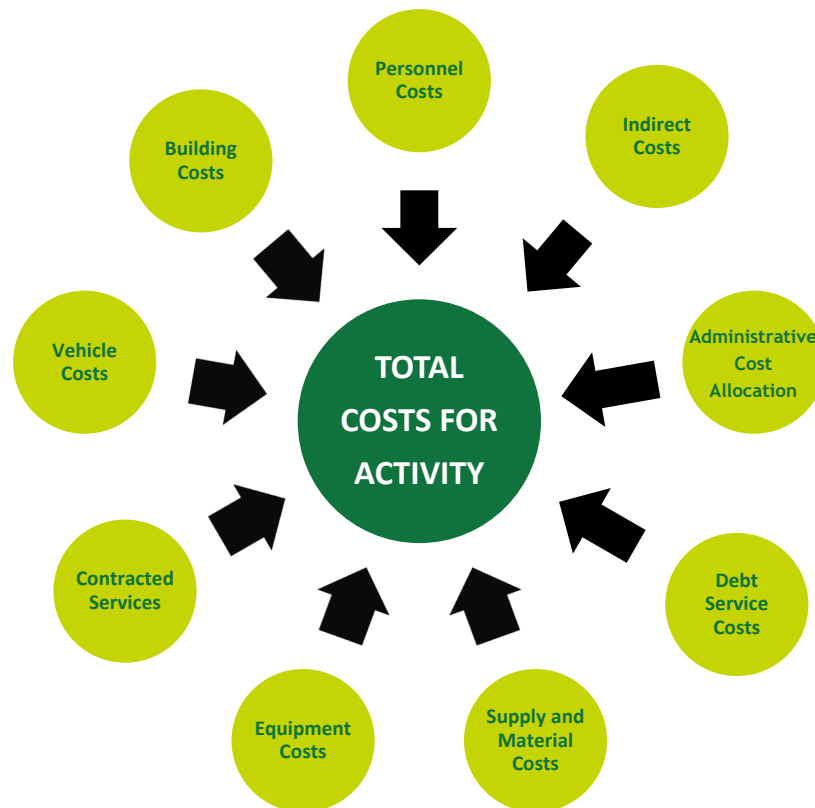 Personnel
Costs
Indirect
Costs
Building
Costs
Administrative
Cost
Allocation
Vehicle
Costs
TOTAL
COSTS FOR
ACTIVITY
Contracted
Services
Debt
Service
Costs
Equipment
Costs
Supply and
Material
Costs